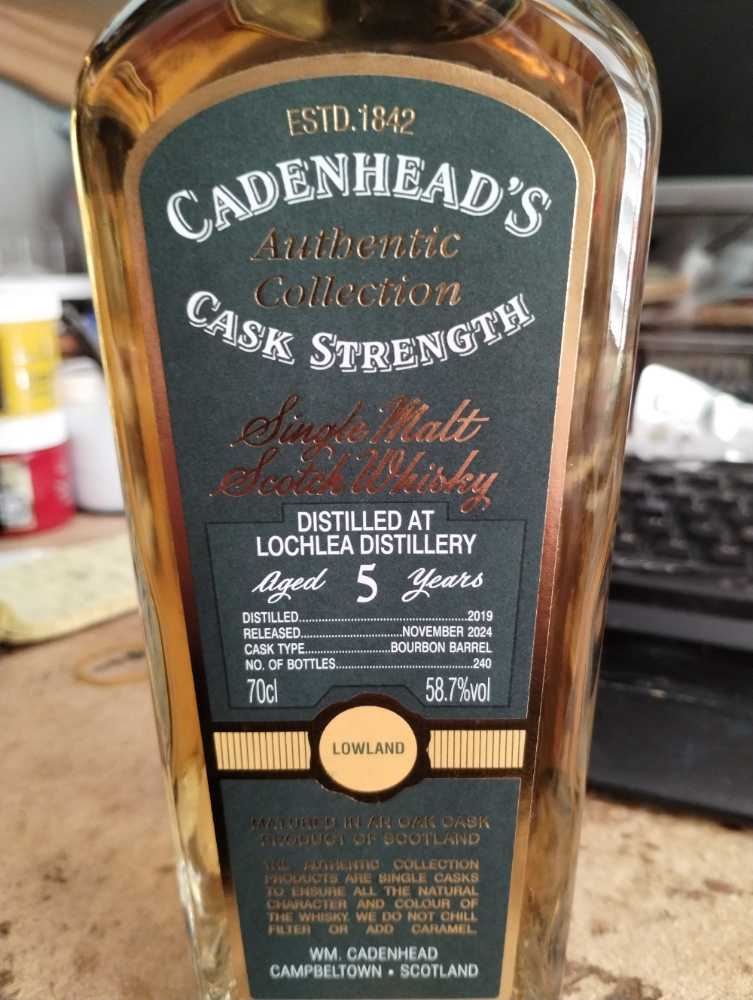 ESTD.1842
CADENHEAD'S
Authentic
Collection
CASK STRENGTH
Single Malt
Scotch Whisky
DISTILLED AT
LOCHLEA DISTILLERY
Aged 5 Years
DISTILLED..................................................2019
RELEASED..............................NOVEMBER 2024
CASK TYPE..........................BOURBON BARREL
NO. OF BOTTLES.........................................240
70cl 58.7%vol
LOWLAND
MATURED IN AN OAK CASK
PRODUCT OF SCOTLAND
THE AUTHENTIC COLLECTION
PRODUCTS ARE SINGLE CASKS
TO ENSURE ALL THE NATURAL
CHARACTER AND COLOUR OF
THE WHISKY. WE DO NOT CHILL
FILTER OR ADD CARAMEL.
WM. CADENHEAD
CAMPBELTOWN • SCOTLAND